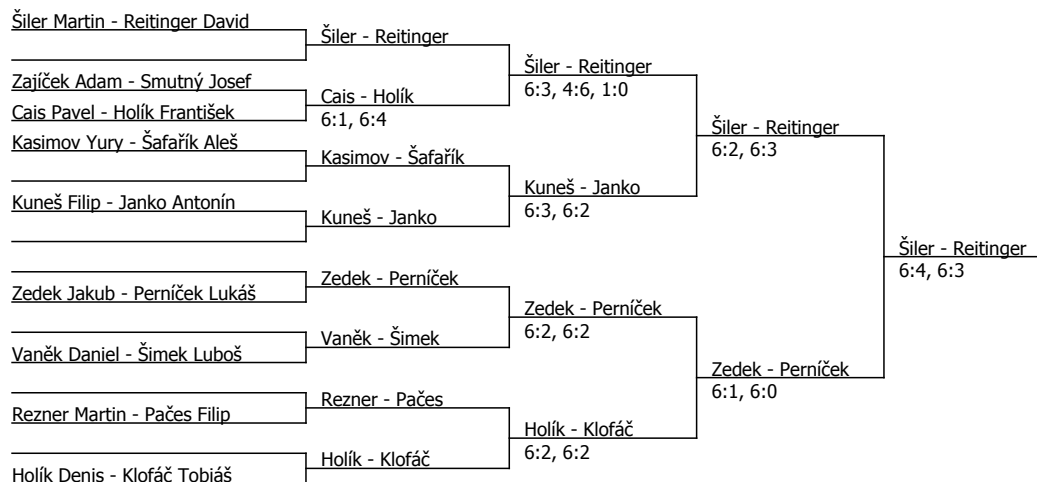 Šiler Martin - Reitinger David
Zajíček Adam - Smutný Josef
Cais Pavel - Holík František
Kasimov Yury - Šafařík Aleš
Kuneš Filip - Janko Antonín
Zedek Jakub - Perníček Lukáš
Vaněk Daniel - Šimek Luboš
Rezner Martin - Pačes Filip
Holík Denis - Klofáč Tobiáš
Šiler - Reitinger
Cais - Holík
6:1, 6:4
Kasimov - Šafařík
Kuneš - Janko
Zedek - Perníček
Vaněk - Šimek
Rezner - Pačes
Holík - Klofáč
Šiler - Reitinger
6:3, 4:6, 1:0
Kuneš - Janko
6:3, 6:2
Zedek - Perníček
6:2, 6:2
Holík - Klofáč
6:2, 6:2
Šiler - Reitinger
6:2, 6:3
Zedek - Perníček
6:1, 6:0
Šiler - Reitinger
6:4, 6:3